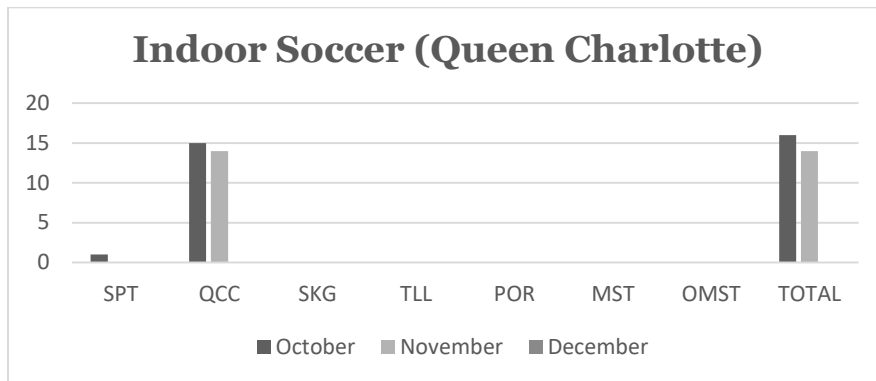 Indoor Soccer (Queen Charlotte)
20
15
10
5
0
SPT QCC SKG TLL POR MST OMST TOTAL
October November December